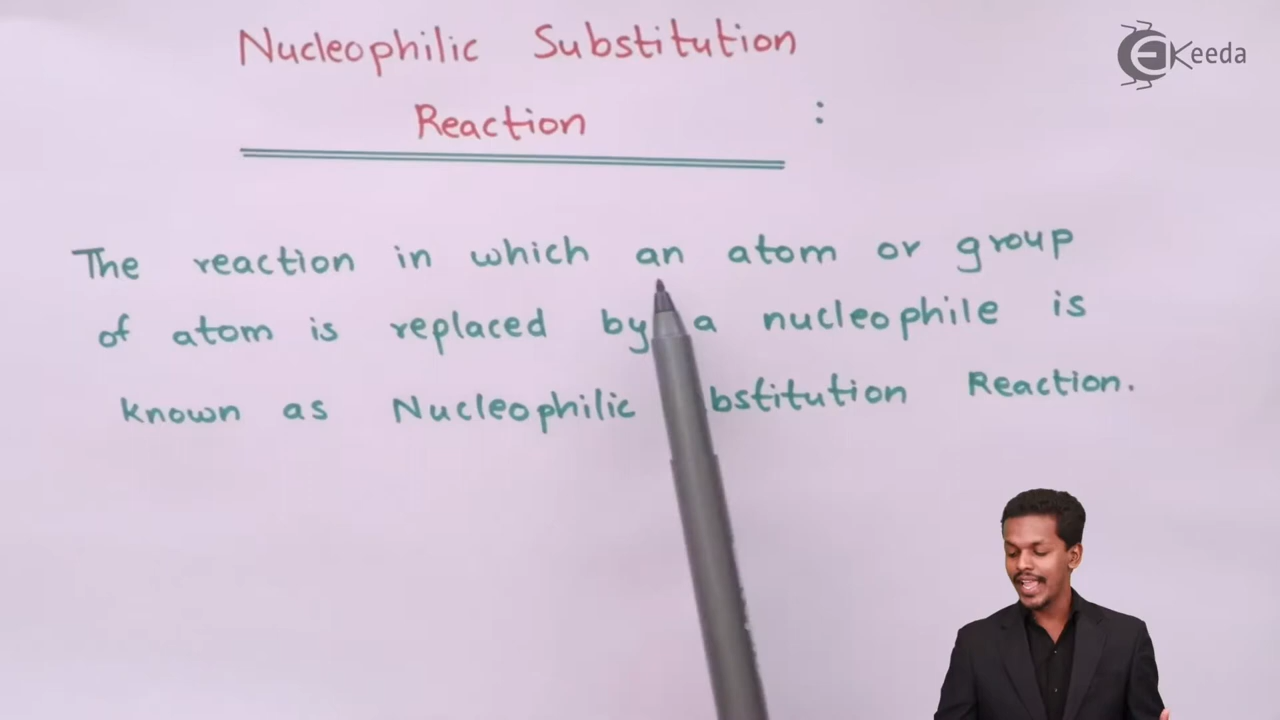 Nucleophilic Substitution
Reaction :
EKeeda
The reaction in which an atom or group
of atom is replaced by a nucleophile is
known as Nucleophilic bstitution Reaction.